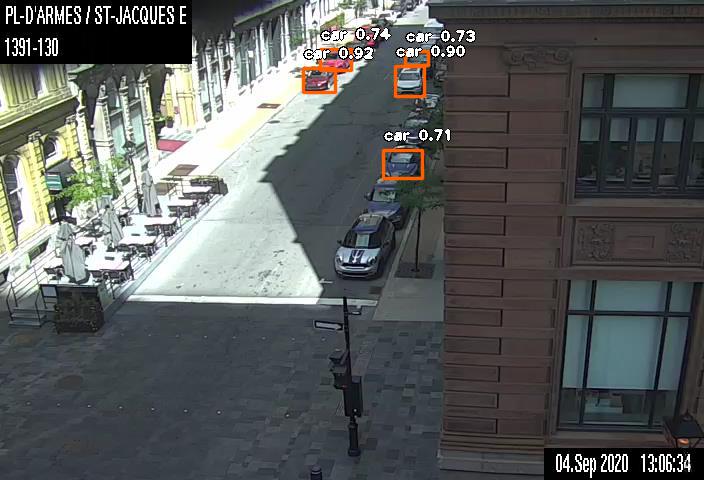 PL-D'ARMES / ST-JACQUES E
1391-130
car 0.74
car 0.73
car 0.92
car 0.90
car 0.71
04.Sep 2020 13:06:34